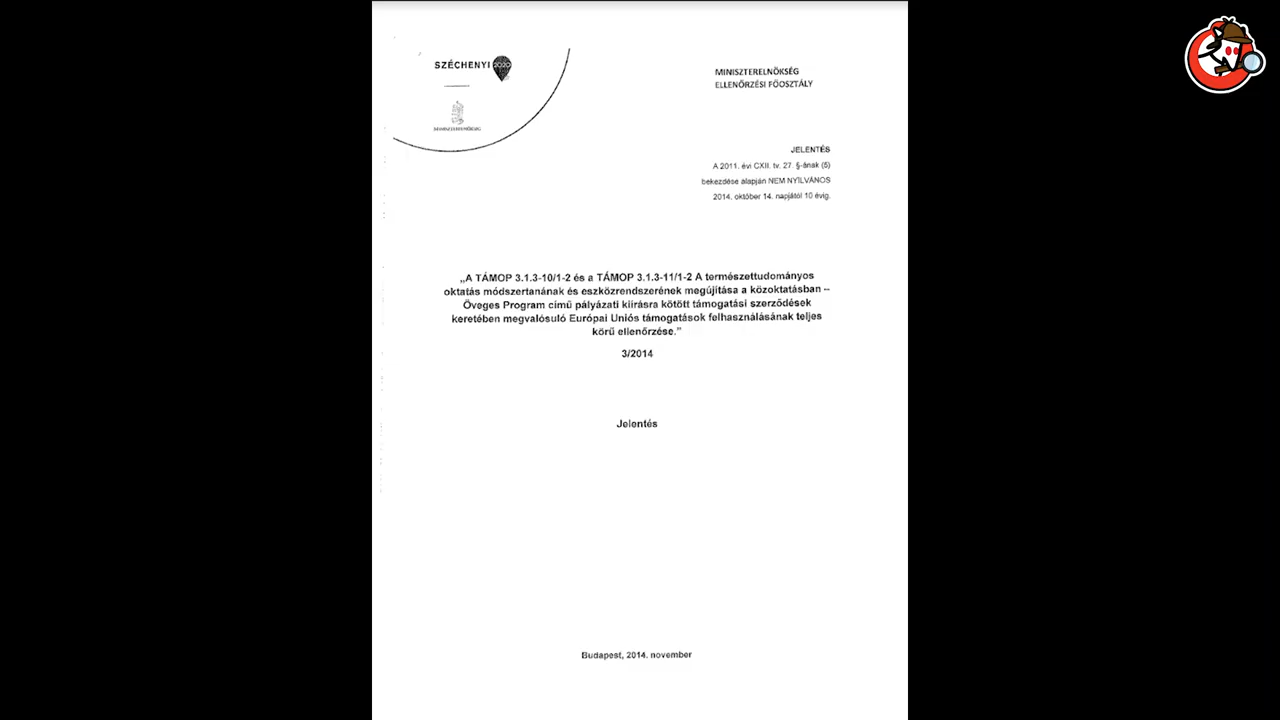 SZÉCHENYI 2020
MINISZTERELNÖKSÉG
MINISZTERELNÖKSÉG
ELLENŐRZÉSI FŐOSZTÁLY
JELENTÉS
A 2011. évi CXII. tv. 27. §-ának (5)
bekezdése alapján NEM NYILVÁNOS
2014. október 14. napjától 10 évig.
„A TÁMOP 3.1.3-10/1-2 és a TÁMOP 3.1.3-11/1-2 A természettudományos
oktatás módszertanának és eszközrendszerének megújítása a közoktatásban –
Öveges Program című pályázati kiírásra kötött támogatási szerződések
keretében megvalósuló Európai Uniós támogatások felhasználásának teljes
körű ellenőrzése.”
3/2014
Jelentés
Budapest, 2014. november